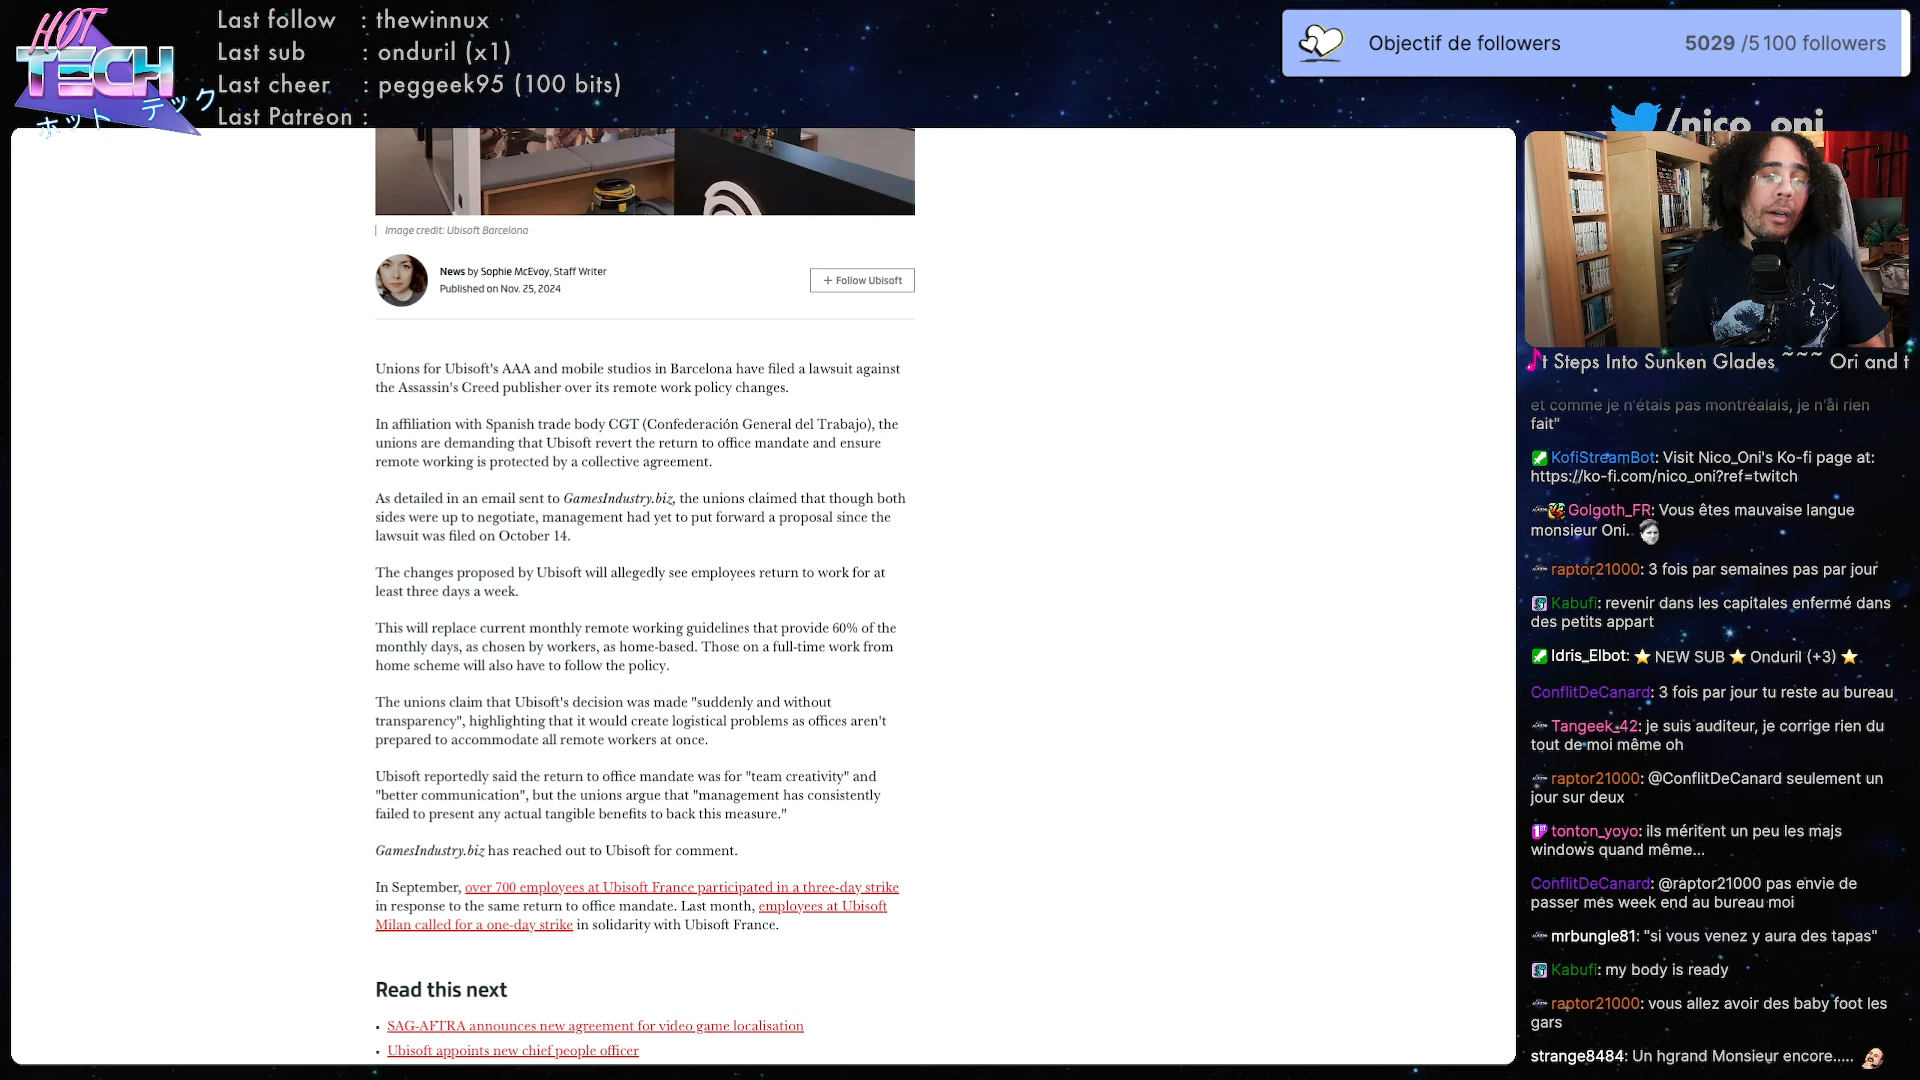 HOT
TECH
ホット テック
Last follow : thewinnux
Last sub : onduril (x1)
Last cheer : peggeek95 (100 bits)
Last Patreon :
Objectif de followers 5029 /5 100 followers
/nico_oni
Image credit: Ubisoft Barcelona
News by Sophie McEvoy, Staff Writer
Published on Nov. 25, 2024
+ Follow Ubisoft
Unions for Ubisoft's AAA and mobile studios in Barcelona have filed a lawsuit against
the Assassin's Creed publisher over its remote work policy changes.
In affiliation with Spanish trade body CGT (Confederación General del Trabajo), the
unions are demanding that Ubisoft revert the return to office mandate and ensure
remote working is protected by a collective agreement.
As detailed in an email sent to GamesIndustry.biz, the unions claimed that though both
sides were up to negotiate, management had yet to put forward a proposal since the
lawsuit was filed on October 14.
The changes proposed by Ubisoft will allegedly see employees return to work for at
least three days a week.
This will replace current monthly remote working guidelines that provide 60% of the
monthly days, as chosen by workers, as home-based. Those on a full-time work from
home scheme will also have to follow the policy.
The unions claim that Ubisoft's decision was made "suddenly and without
transparency", highlighting that it would create logistical problems as offices aren't
prepared to accommodate all remote workers at once.
Ubisoft reportedly said the return to office mandate was for "team creativity" and
"better communication", but the unions argue that "management has consistently
failed to present any actual tangible benefits to back this measure."
GamesIndustry.biz has reached out to Ubisoft for comment.
In September, over 700 employees at Ubisoft France participated in a three-day strike
in response to the same return to office mandate. Last month, employees at Ubisoft
Milan called for a one-day strike in solidarity with Ubisoft France.
Read this next
• SAG-AFTRA announces new agreement for video game localisation
• Ubisoft appoints new chief people officer
t Steps Into Sunken Glades ~~~ Ori and t
et comme je n'étais pas montréalais, je n'ai rien
fait"
KofiStreamBot: Visit Nico_Oni's Ko-fi page at:
https://ko-fi.com/nico_oni?ref=twitch
Golgoth_FR: Vous êtes mauvaise langue
monsieur Oni.
raptor21000: 3 fois par semaines pas par jour
Kabufi: revenir dans les capitales enfermé dans
des petits appart
Idris_Elbot: ⭐ NEW SUB ⭐ Onduril (+3) ⭐
ConflitDeCanard: 3 fois par jour tu reste au bureau
Tangeek_42: je suis auditeur, je corrige rien du
tout de moi même oh
raptor21000: @ConflitDeCanard seulement un
jour sur deux
tonton_yoyo: ils méritent un peu les majs
windows quand même...
ConflitDeCanard: @raptor21000 pas envie de
passer mes week end au bureau moi
mrbungle81: "si vous venez y aura des tapas"
Kabufi: my body is ready
raptor21000: vous allez avoir des baby foot les
gars
strange8484: Un hgrand Monsieur encore.....